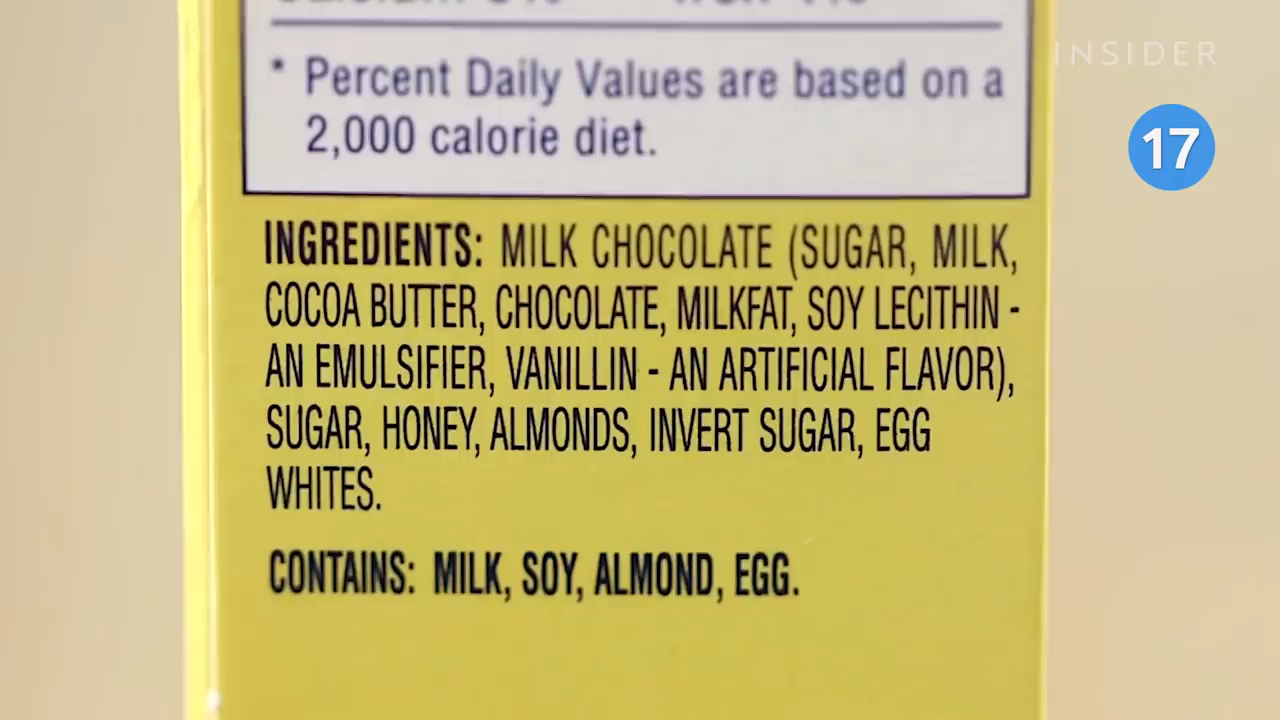 INSIDER
* Percent Daily Values are based on a
2,000 calorie diet.
17
INGREDIENTS: MILK CHOCOLATE (SUGAR, MILK,
COCOA BUTTER, CHOCOLATE, MILKFAT, SOY LECITHIN -
AN EMULSIFIER, VANILLIN - AN ARTIFICIAL FLAVOR),
SUGAR, HONEY, ALMONDS, INVERT SUGAR, EGG
WHITES.
CONTAINS: MILK, SOY, ALMOND, EGG.